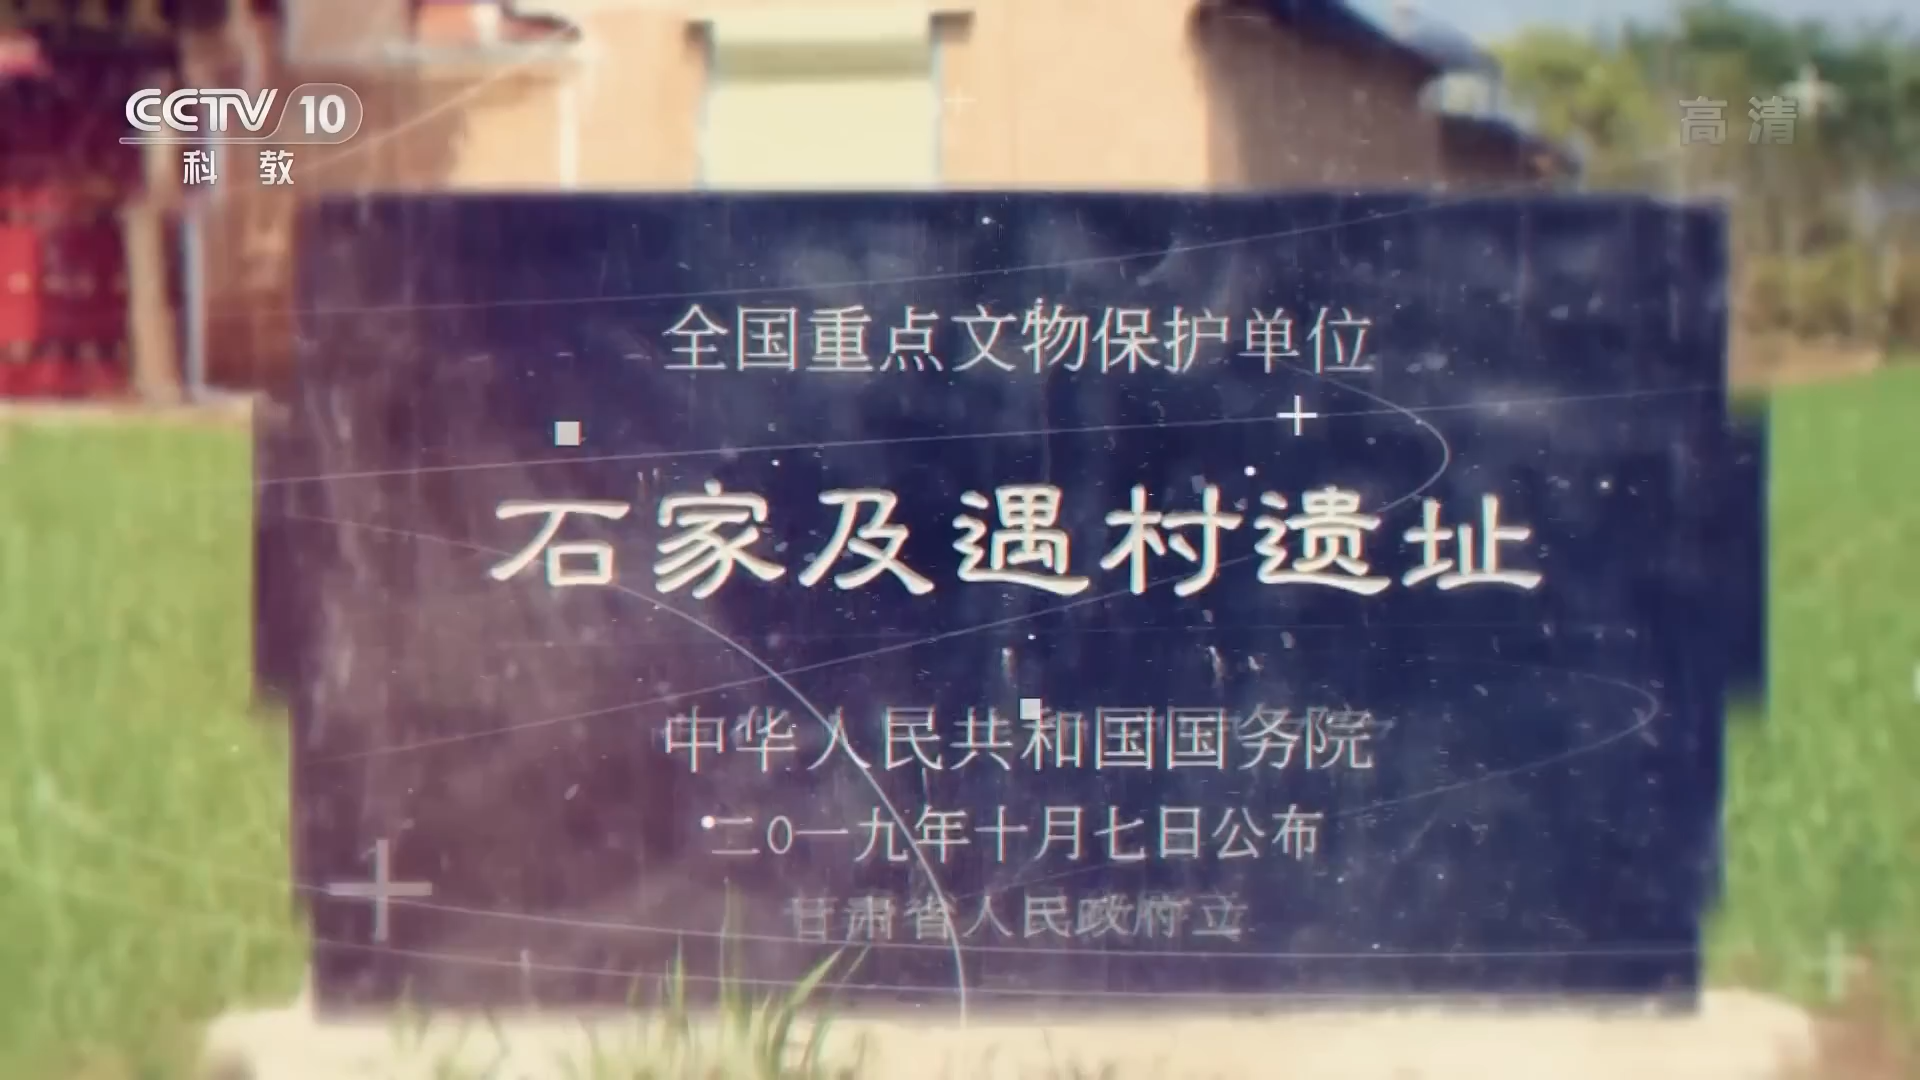 CCTV 10
科教
高清
全国重点文物保护单位
石家及遇村遗址
中华人民共和国国务院
二0一九年十月七日公布
甘肃省人民政府立